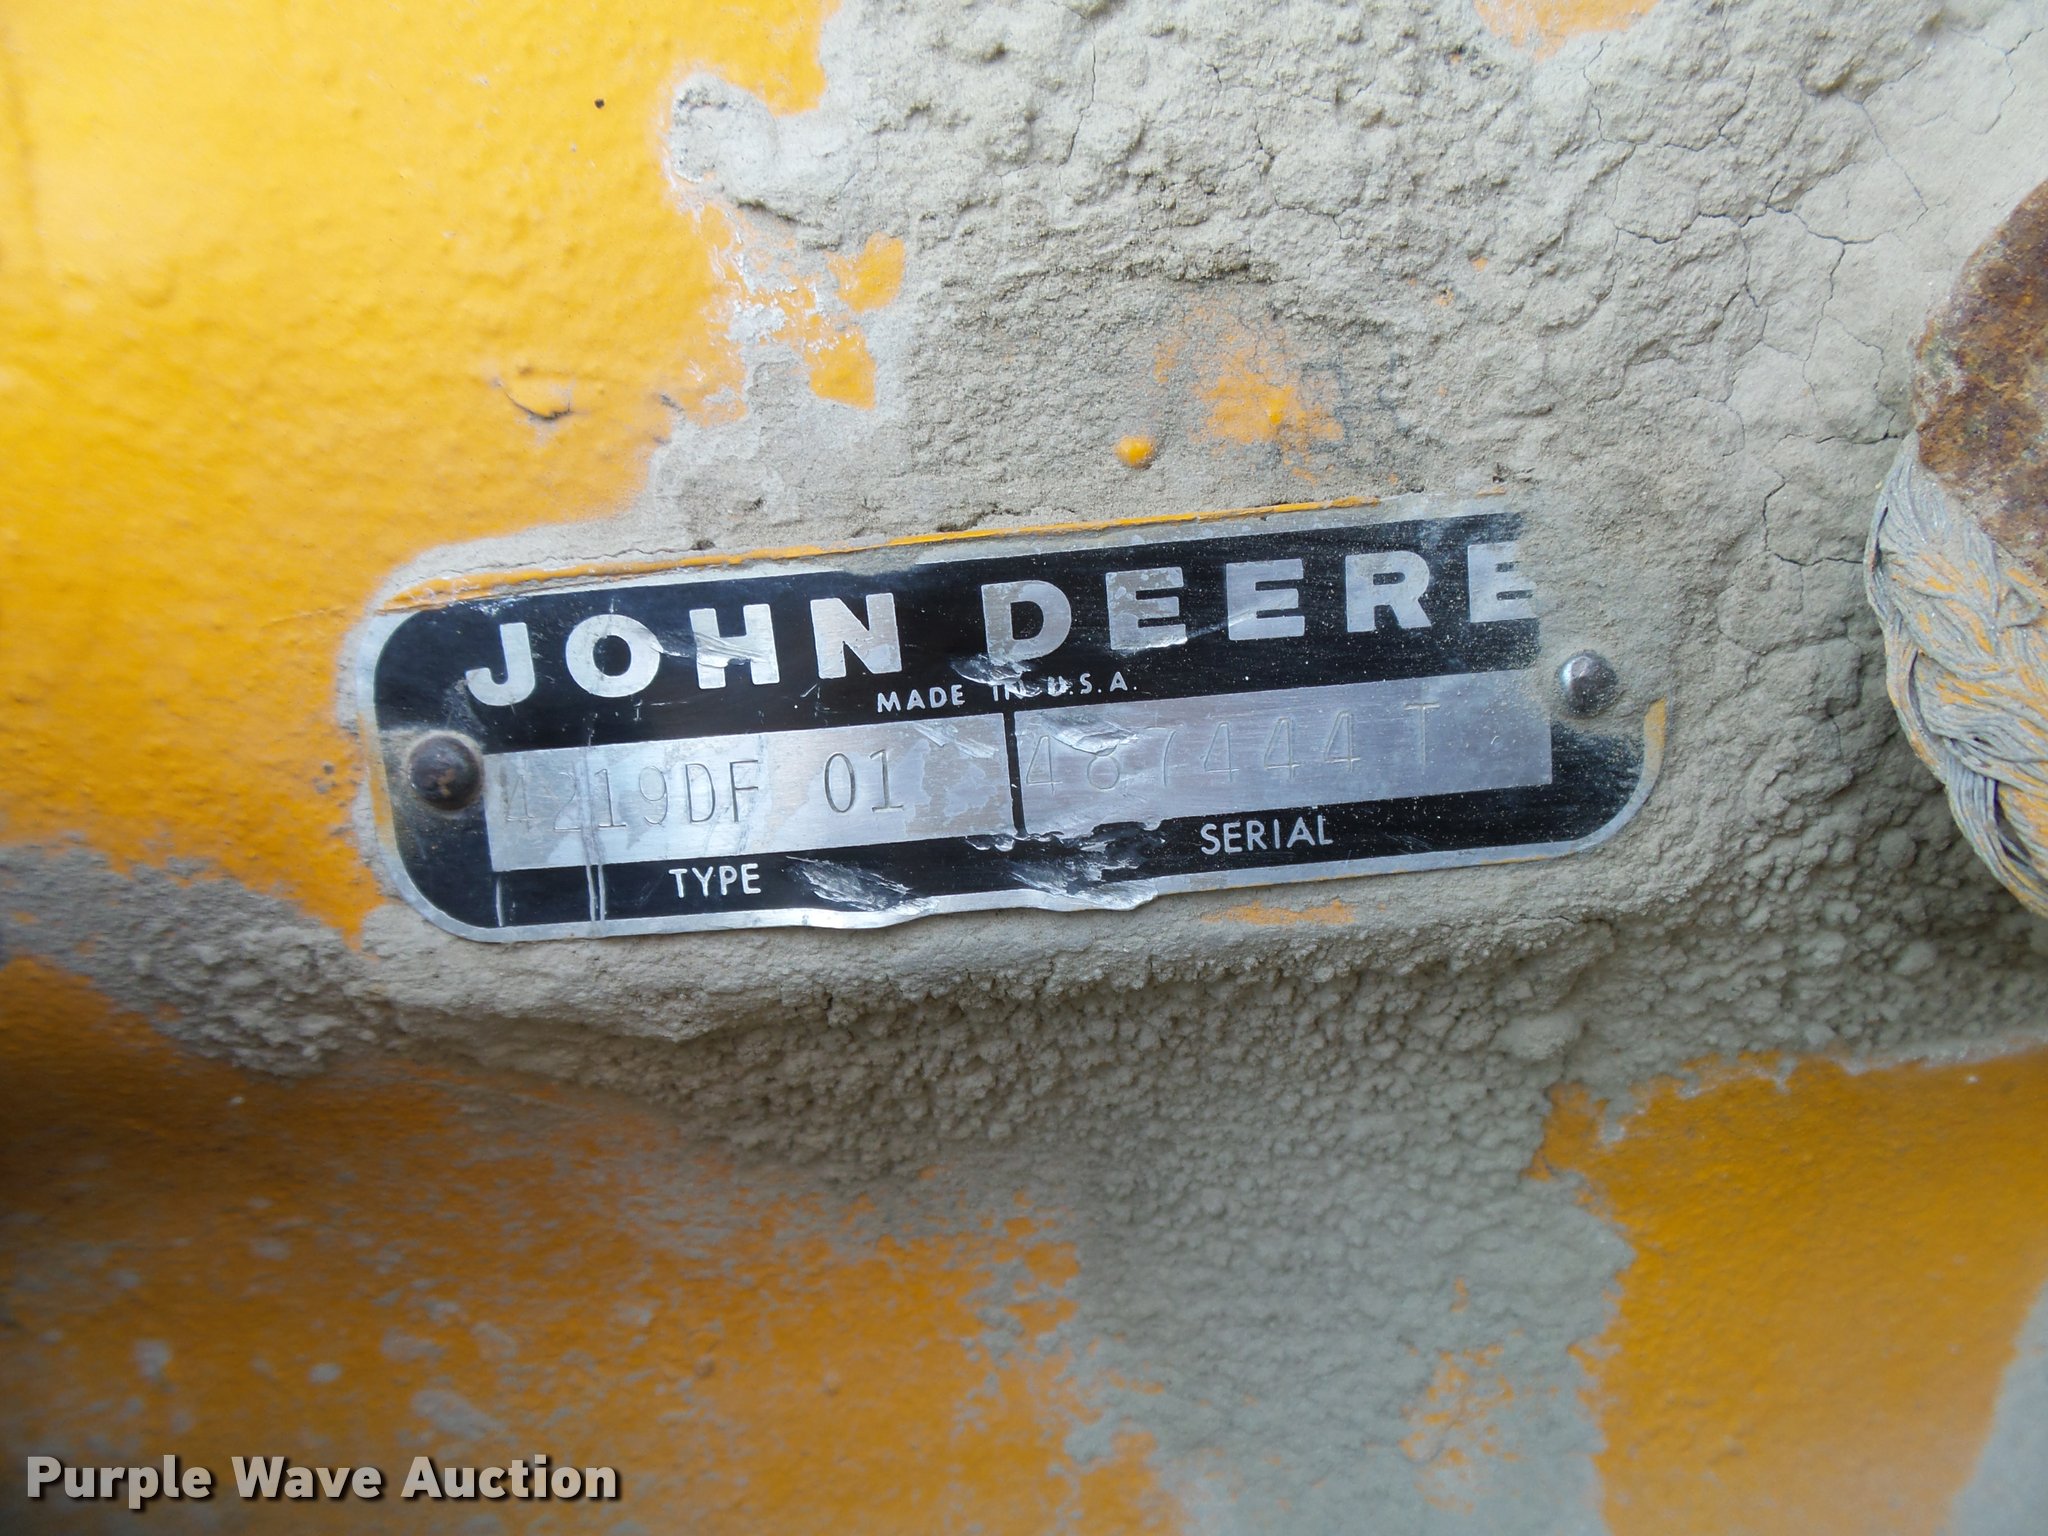 JOHN DEERE
MADE IN U.S.A.
4219DF 01 487444 T
TYPE SERIAL
Purple Wave Auction